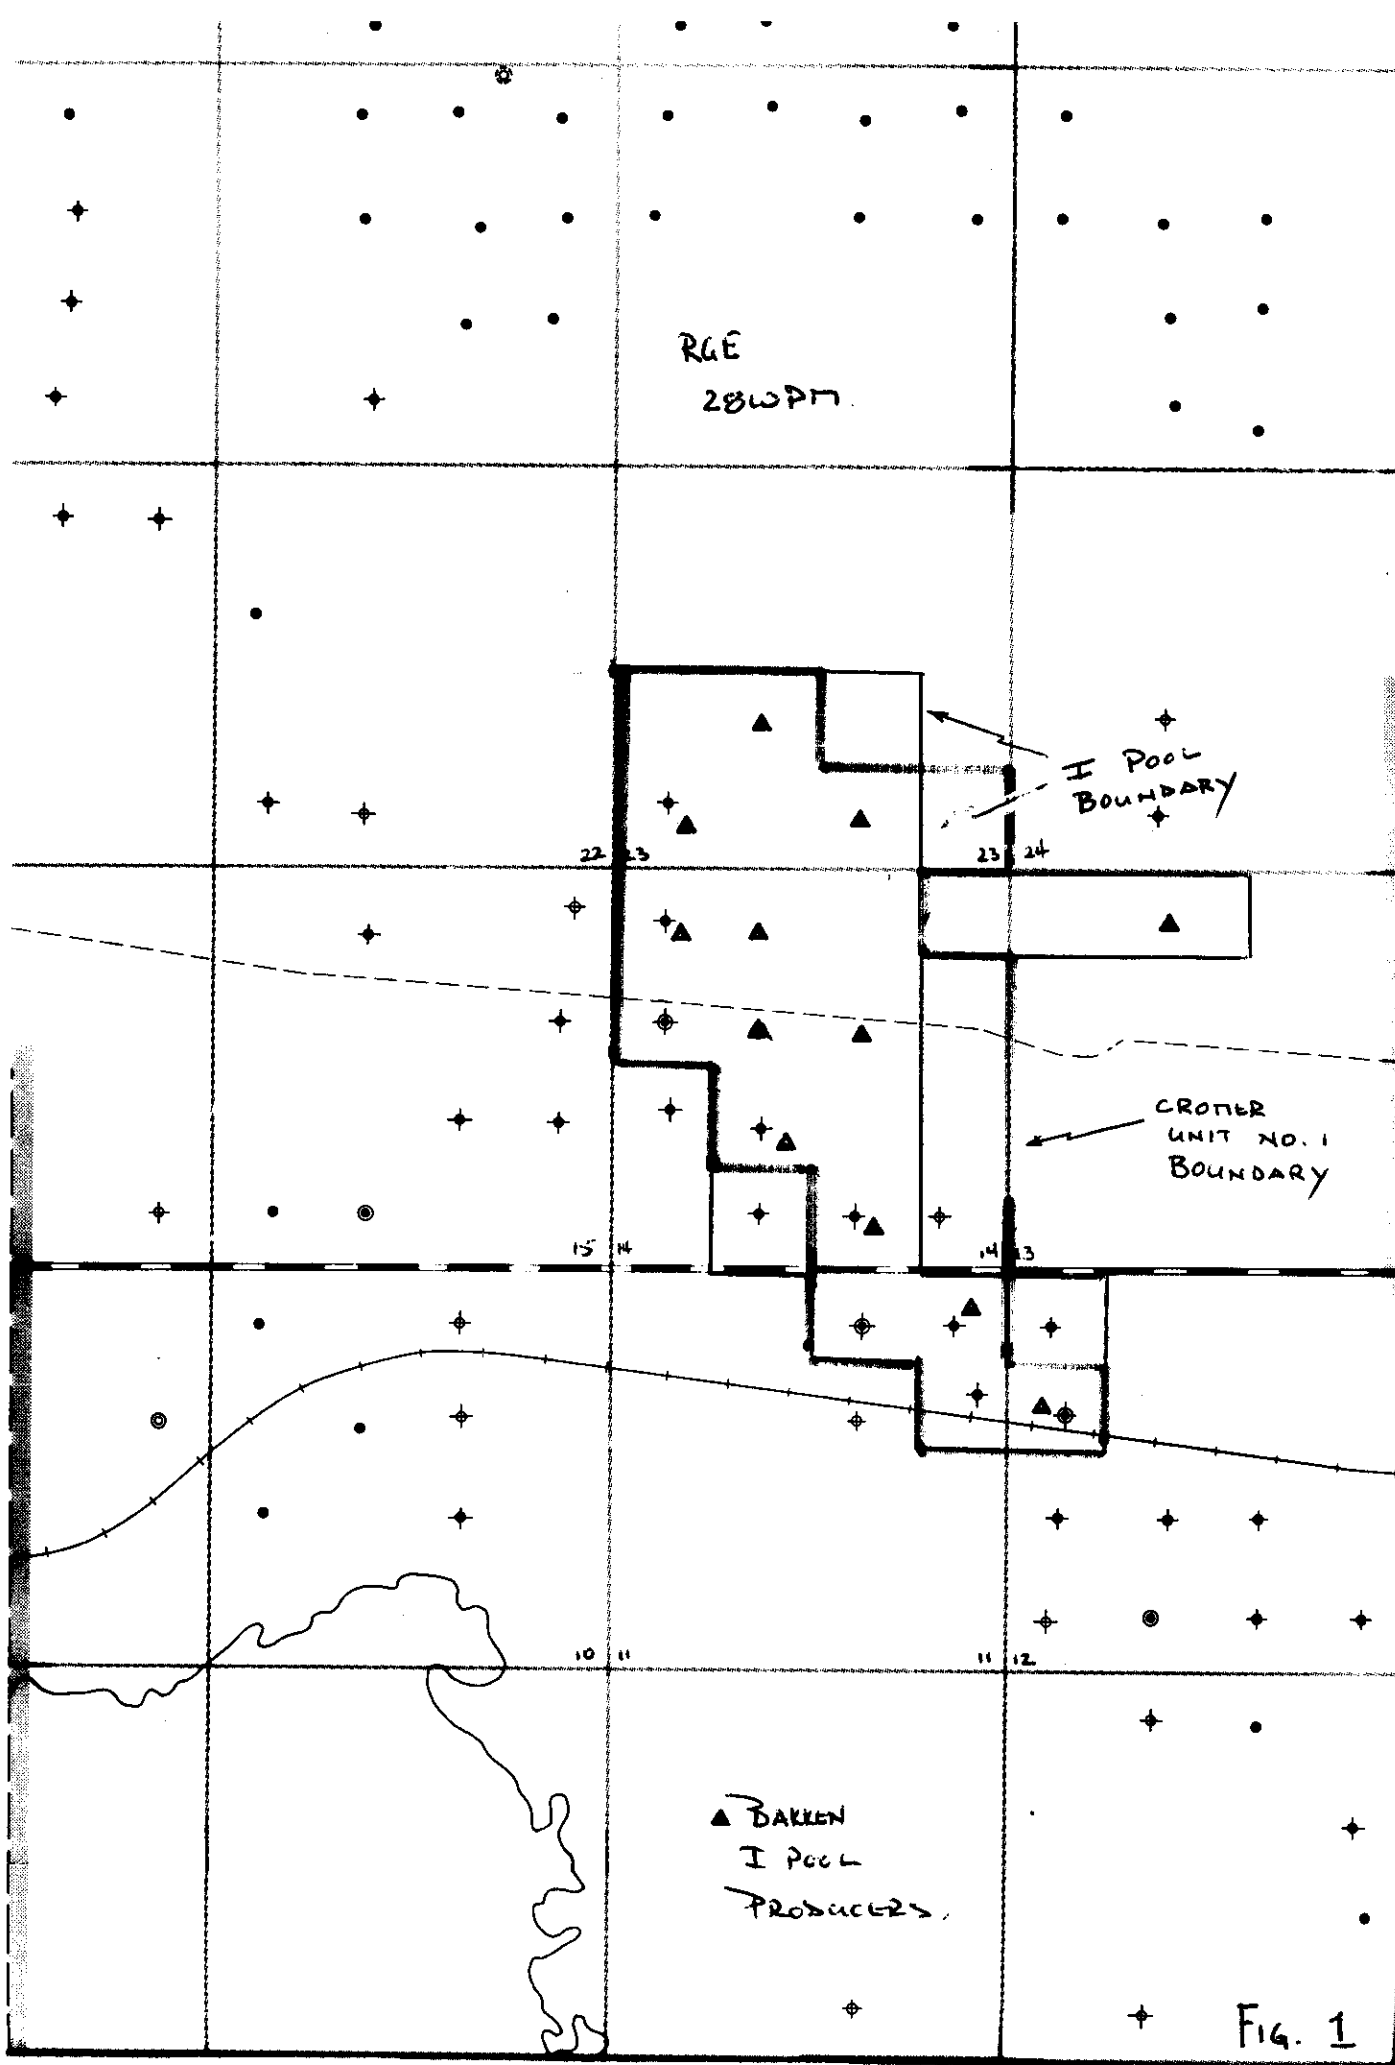 RGE
28WPM
I POOL
BOUNDARY
22 23
23 24
CROMER
UNIT NO. 1
BOUNDARY
15 14
14 13
10 11
11 12
▲ BAKKEN
I POOL
PRODUCERS.
FIG. 1